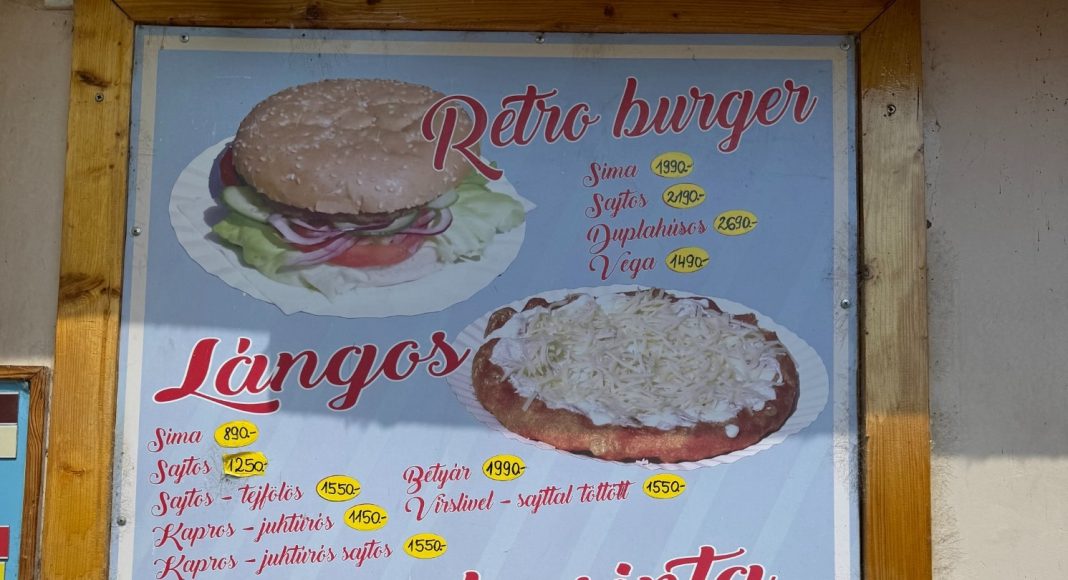 Retro burger
Sima 1990.-
Sajtos 2190.-
Duplahúsos 2690.-
Vega 1490.-
Lángos
Sima 890.-
Sajtos 1250.-
Sajtos - tejfölös 1550.-
Kapros - juhtúrós 1150.-
Kapros - juhtúrós sajtos 1550.-
Betyár 1990.-
Virslivel - sajttal töltött 1550.-